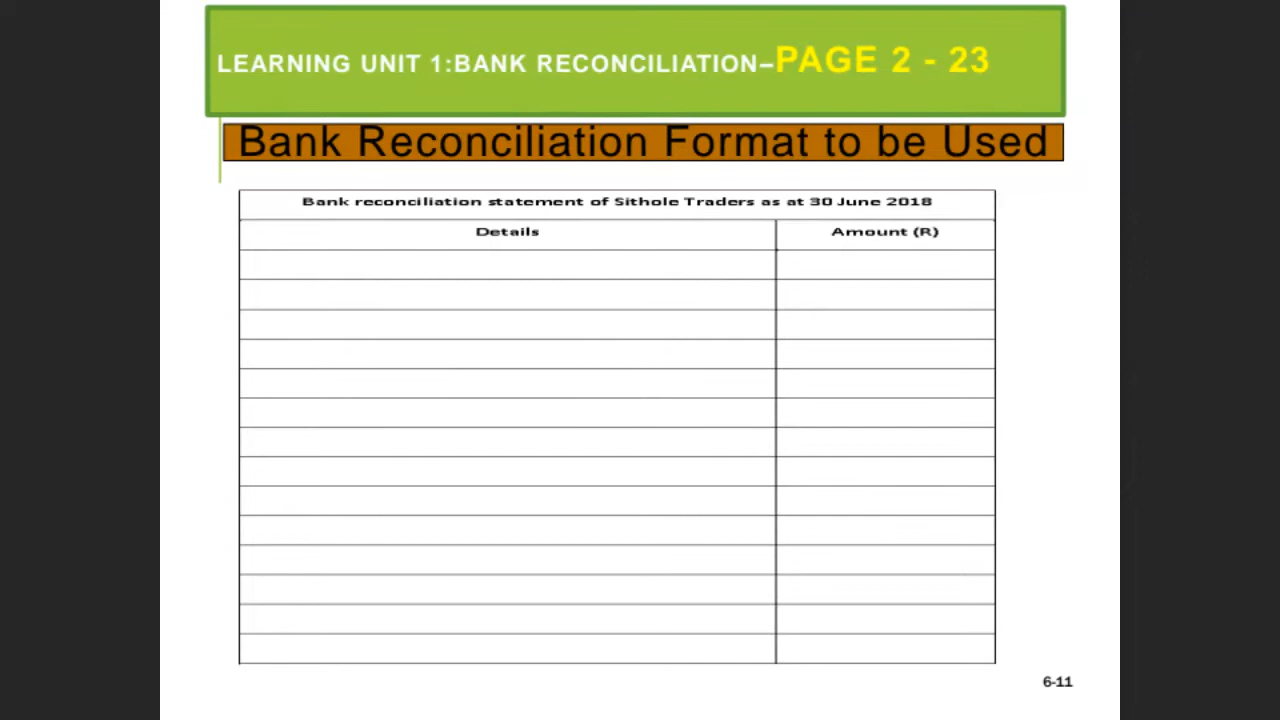 LEARNING UNIT 1:BANK RECONCILIATION–PAGE 2 - 23
Bank Reconciliation Format to be Used
Bank reconciliation statement of Sithole Traders as at 30 June 2018
Details Amount (R)
6-11